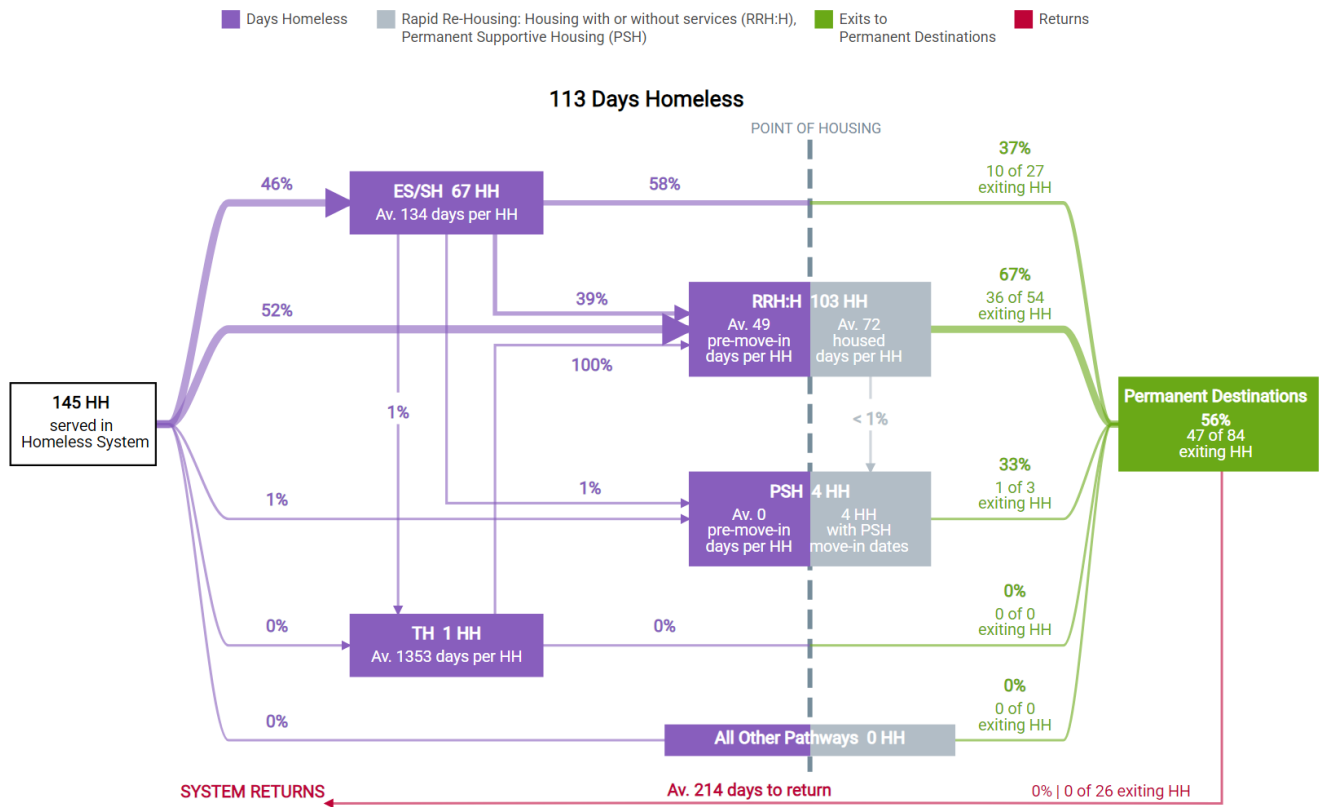 Days Homeless
Rapid Re-Housing: Housing with or without services (RRH:H),
Permanent Supportive Housing (PSH)
Exits to
Permanent Destinations
Returns
113 Days Homeless
POINT OF HOUSING
46%
ES/SH 67 HH
Av. 134 days per HH
58%
37%
10 of 27
exiting HH
52%
39%
100%
RRH:H 103 HH
Av. 49
pre-move-in
days per HH
Av. 72
housed
days per HH
67%
36 of 54
exiting HH
145 HH
served in
Homeless System
1%
< 1%
Permanent Destinations
56%
47 of 84
exiting HH
1%
1%
PSH 4 HH
Av. 0
pre-move-in
days per HH
4 HH
with PSH
move-in dates
33%
1 of 3
exiting HH
0%
TH 1 HH
Av. 1353 days per HH
0%
0%
0 of 0
exiting HH
0%
All Other Pathways 0 HH
0%
0 of 0
exiting HH
SYSTEM RETURNS
Av. 214 days to return
0% | 0 of 26 exiting HH